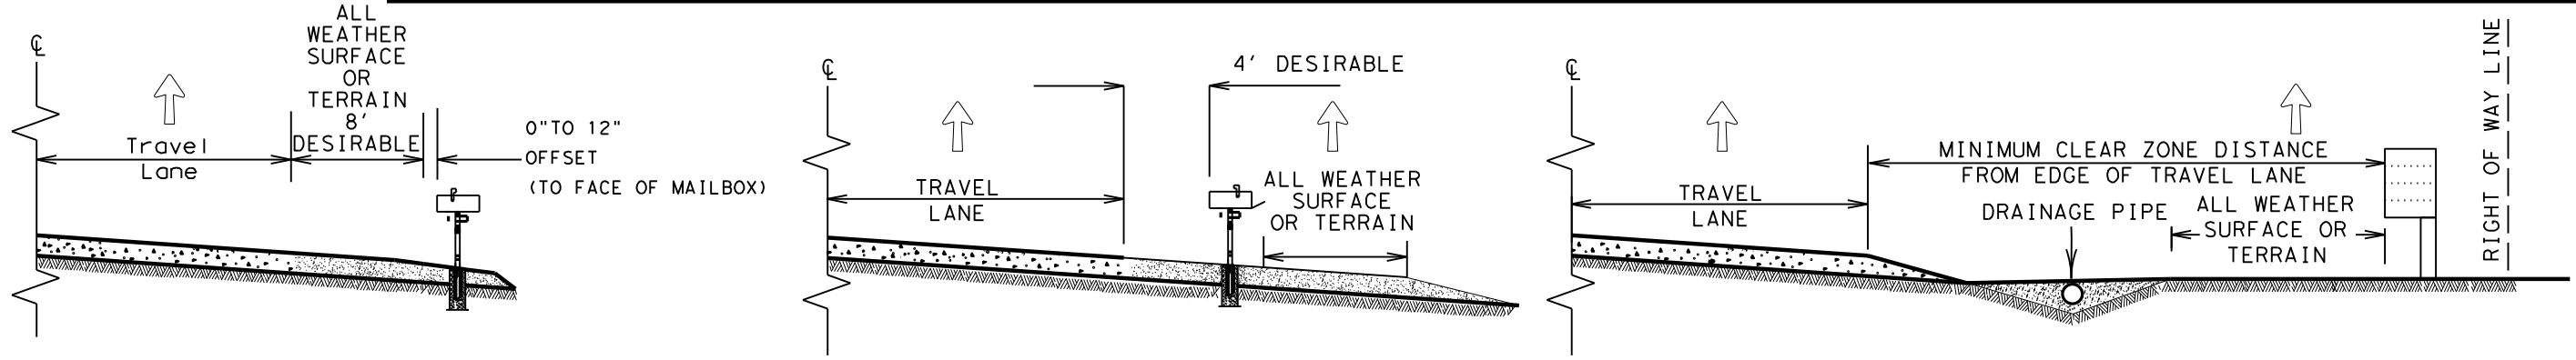 ℄
ALL
WEATHER
SURFACE
OR
TERRAIN
8'
DESIRABLE
Travel
Lane
0"TO 12"
OFFSET
(TO FACE OF MAILBOX)
℄
4' DESIRABLE
TRAVEL
LANE
ALL WEATHER
SURFACE
OR TERRAIN
℄
TRAVEL
LANE
MINIMUM CLEAR ZONE DISTANCE
FROM EDGE OF TRAVEL LANE
DRAINAGE PIPE
ALL WEATHER
SURFACE OR
TERRAIN
RIGHT OF WAY LINE